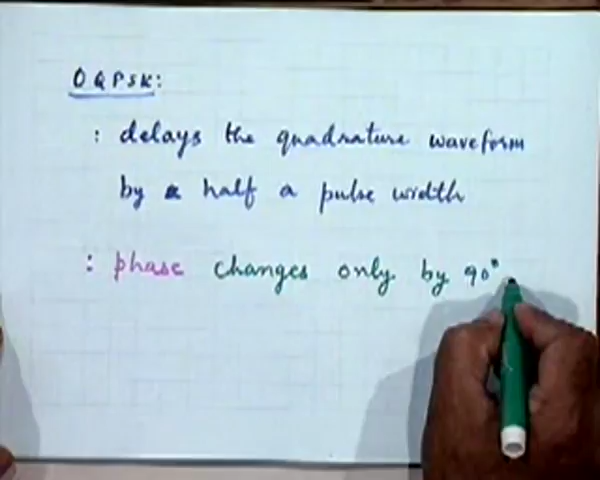 OQPSK:
: delays the quadrature waveform
by a half a pulse width
: phase changes only by 90°